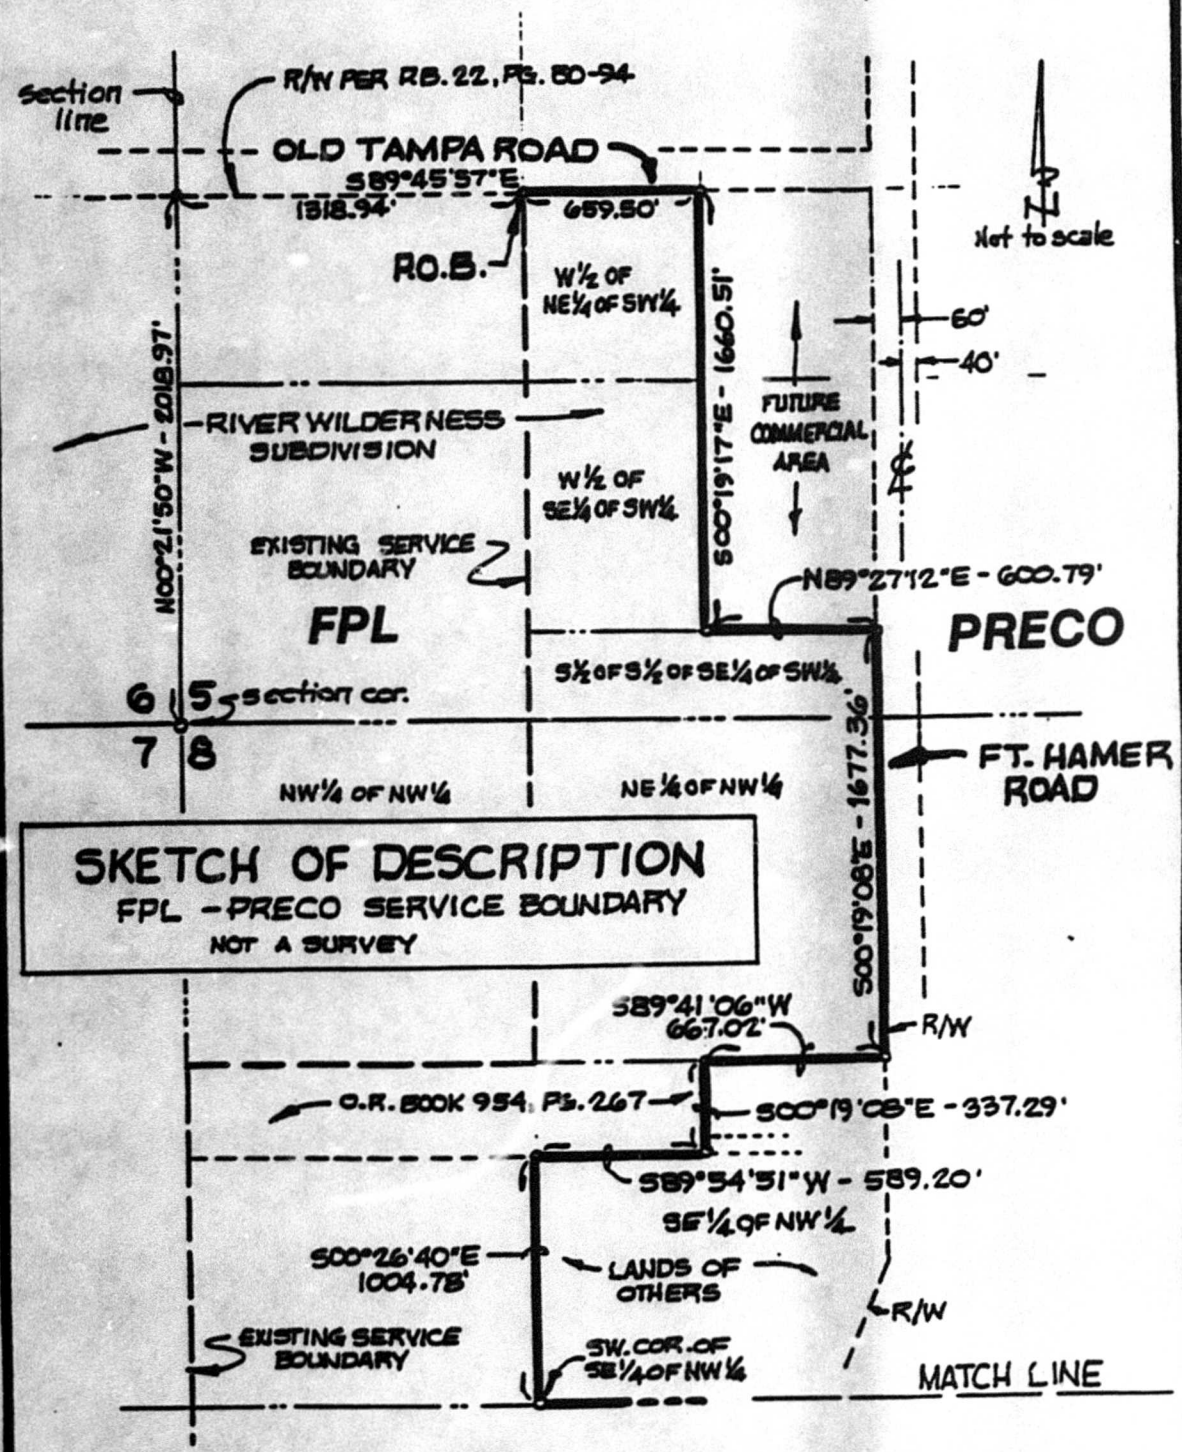 section
line
R/W PER RB. 22, PG. 80-94
OLD TAMPA ROAD
S89°45'57"E
1318.94'
659.50'
P.O.B.
Not to scale
W½ OF
NE¼ OF SW¼
60'
40'
N00°21'50"W - 2018.97'
S00°19'17"E - 1660.51'
FUTURE
COMMERCIAL
AREA
RIVER WILDERNESS
SUBDIVISION
W½ OF
SE¼ OF SW¼
EXISTING SERVICE
BOUNDARY
N89°27'12"E - 600.79'
FPL
PRECO
S½ OF S½ OF SE¼ OF SW¼
6 5
section cor.
7 8
FT. HAMER
ROAD
NW¼ OF NW¼
NE¼ OF NW¼
S00°19'08"E - 1677.36'
SKETCH OF DESCRIPTION
FPL - PRECO SERVICE BOUNDARY
NOT A SURVEY
S89°41'06"W
667.02'
R/W
O.R. BOOK 954, PG. 267
S00°19'08"E - 337.29'
S89°54'51"W - 589.20'
SE¼ OF NW¼
S00°26'40"E
1004.78'
LANDS OF
OTHERS
R/W
EXISTING SERVICE
BOUNDARY
SW. COR. OF
SE¼ OF NW¼
MATCH LINE